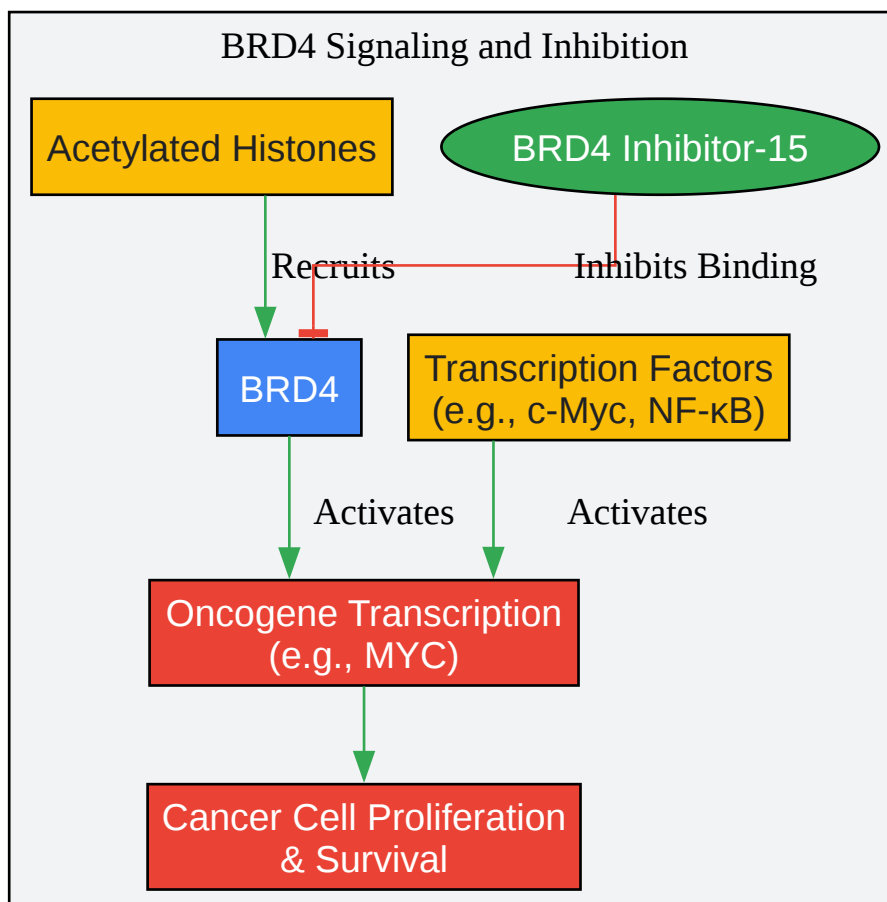 BRD4 Signaling and Inhibition
Acetylated Histones
BRD4 Inhibitor-15
Recruits
Inhibits Binding
BRD4
Transcription Factors
(e.g., c-Myc, NF-κB)
Activates
Activates
Oncogene Transcription
(e.g., MYC)
Cancer Cell Proliferation
& Survival